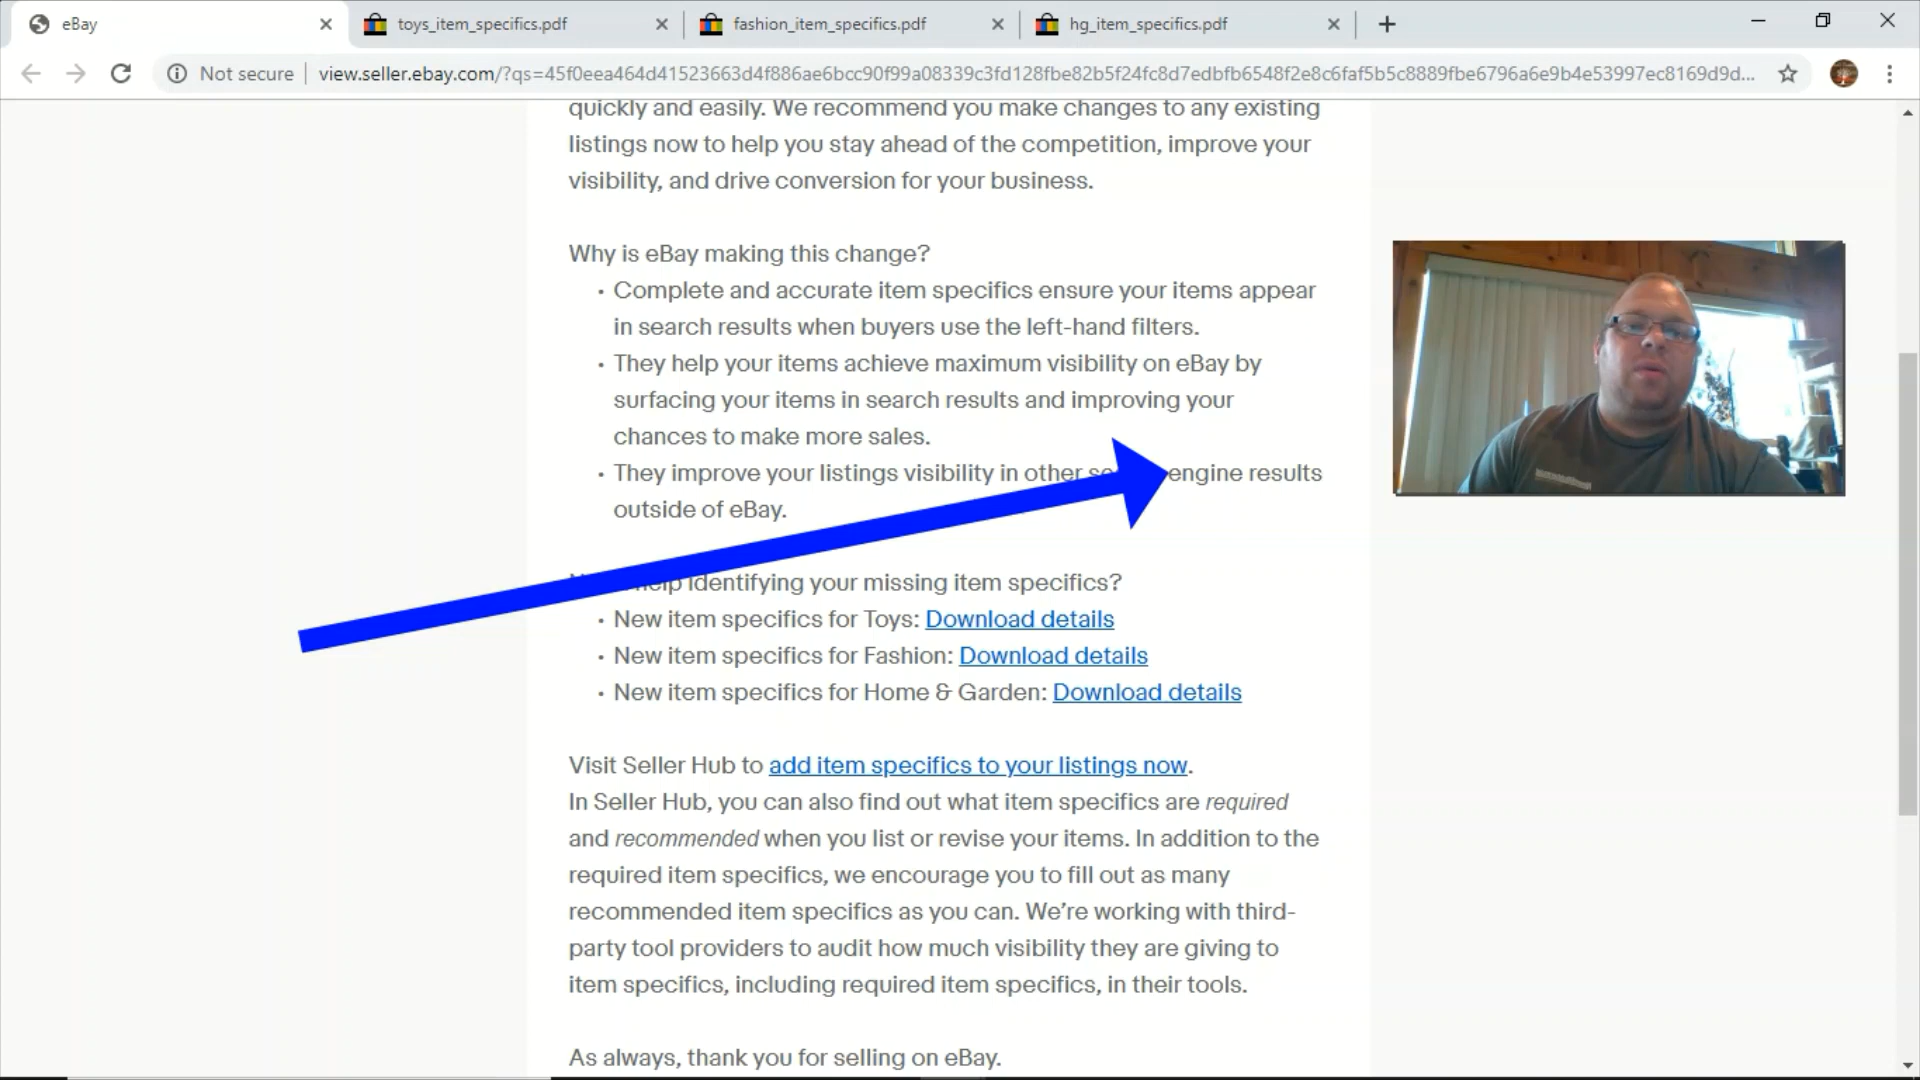 eBay
toys_item_specifics.pdf
fashion_item_specifics.pdf
hg_item_specifics.pdf
Not secure
view.seller.ebay.com/?qs=45f0eea464d41523663d4f886ae6bcc90f99a08339c3fd128fbe82b5f24fc8d7edbfb6548f2e8c6faf5b5c8889fbe6796a6e9b4e53997ec8169d9d...
quickly and easily. We recommend you make changes to any existing
listings now to help you stay ahead of the competition, improve your
visibility, and drive conversion for your business.
Why is eBay making this change?
• Complete and accurate item specifics ensure your items appear
in search results when buyers use the left-hand filters.
• They help your items achieve maximum visibility on eBay by
surfacing your items in search results and improving your
chances to make more sales.
• They improve your listings visibility in other engine results
outside of eBay.
help identifying your missing item specifics?
• New item specifics for Toys: Download details
• New item specifics for Fashion: Download details
• New item specifics for Home & Garden: Download details
Visit Seller Hub to add item specifics to your listings now.
In Seller Hub, you can also find out what item specifics are required
and recommended when you list or revise your items. In addition to the
required item specifics, we encourage you to fill out as many
recommended item specifics as you can. We’re working with third-
party tool providers to audit how much visibility they are giving to
item specifics, including required item specifics, in their tools.
As always, thank you for selling on eBay.